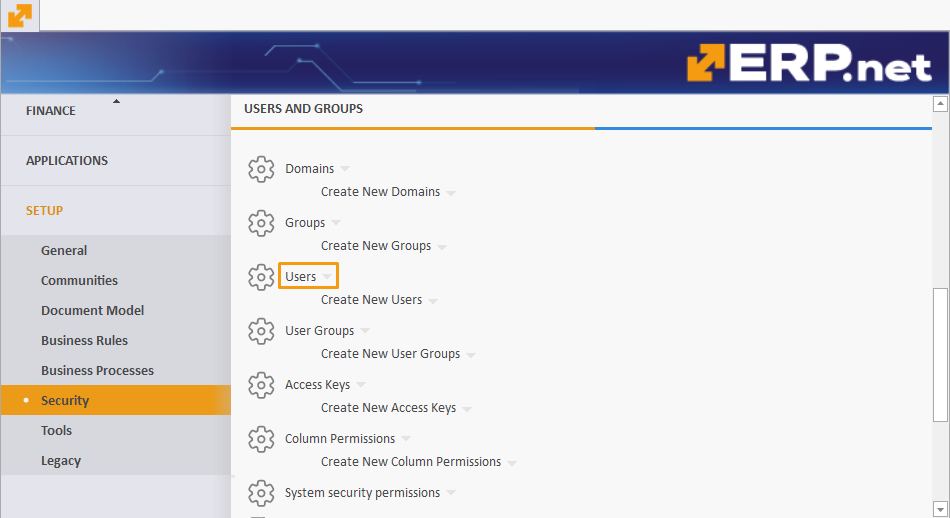 ERP.net
FINANCE
APPLICATIONS
SETUP
General
Communities
Document Model
Business Rules
Business Processes
Security
Tools
Legacy
USERS AND GROUPS
Domains
Create New Domains
Groups
Create New Groups
Users
Create New Users
User Groups
Create New User Groups
Access Keys
Create New Access Keys
Column Permissions
Create New Column Permissions
System security permissions